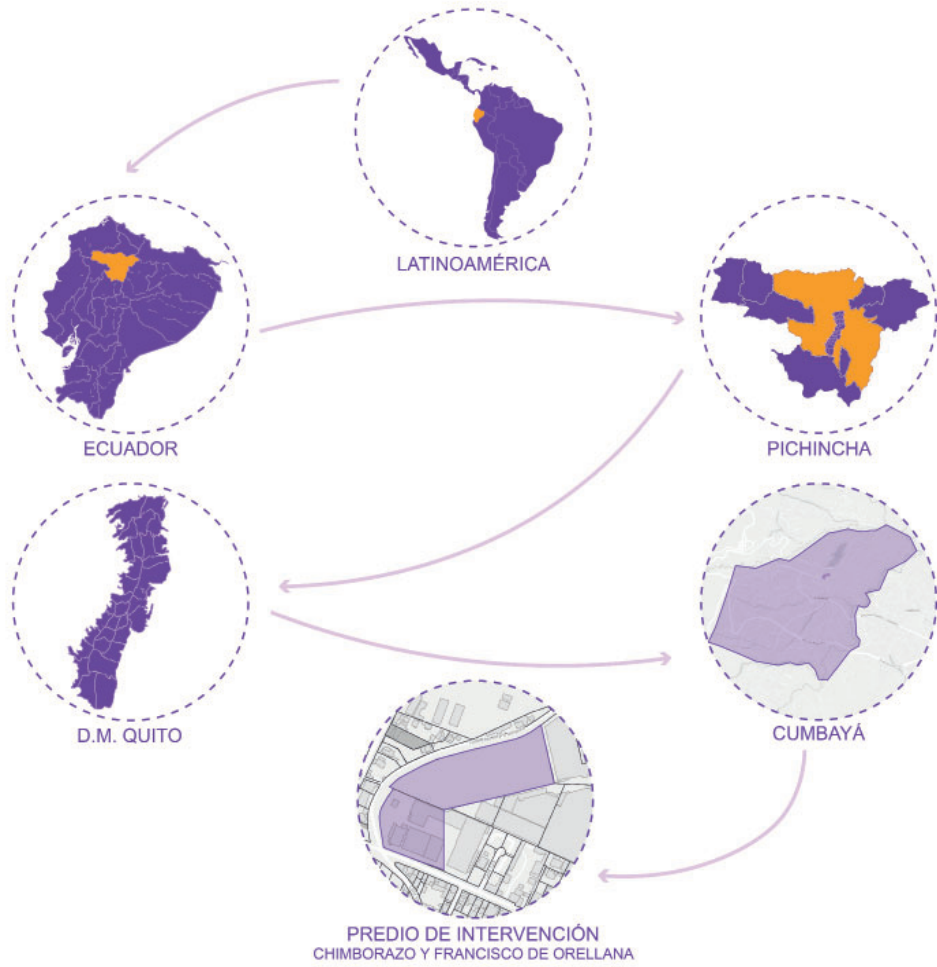 LATINOAMÉRICA
ECUADOR
PICHINCHA
D.M. QUITO
CUMBAYÁ
PREDIO DE INTERVENCIÓN
CHIMBORAZO Y FRANCISCO DE ORELLANA